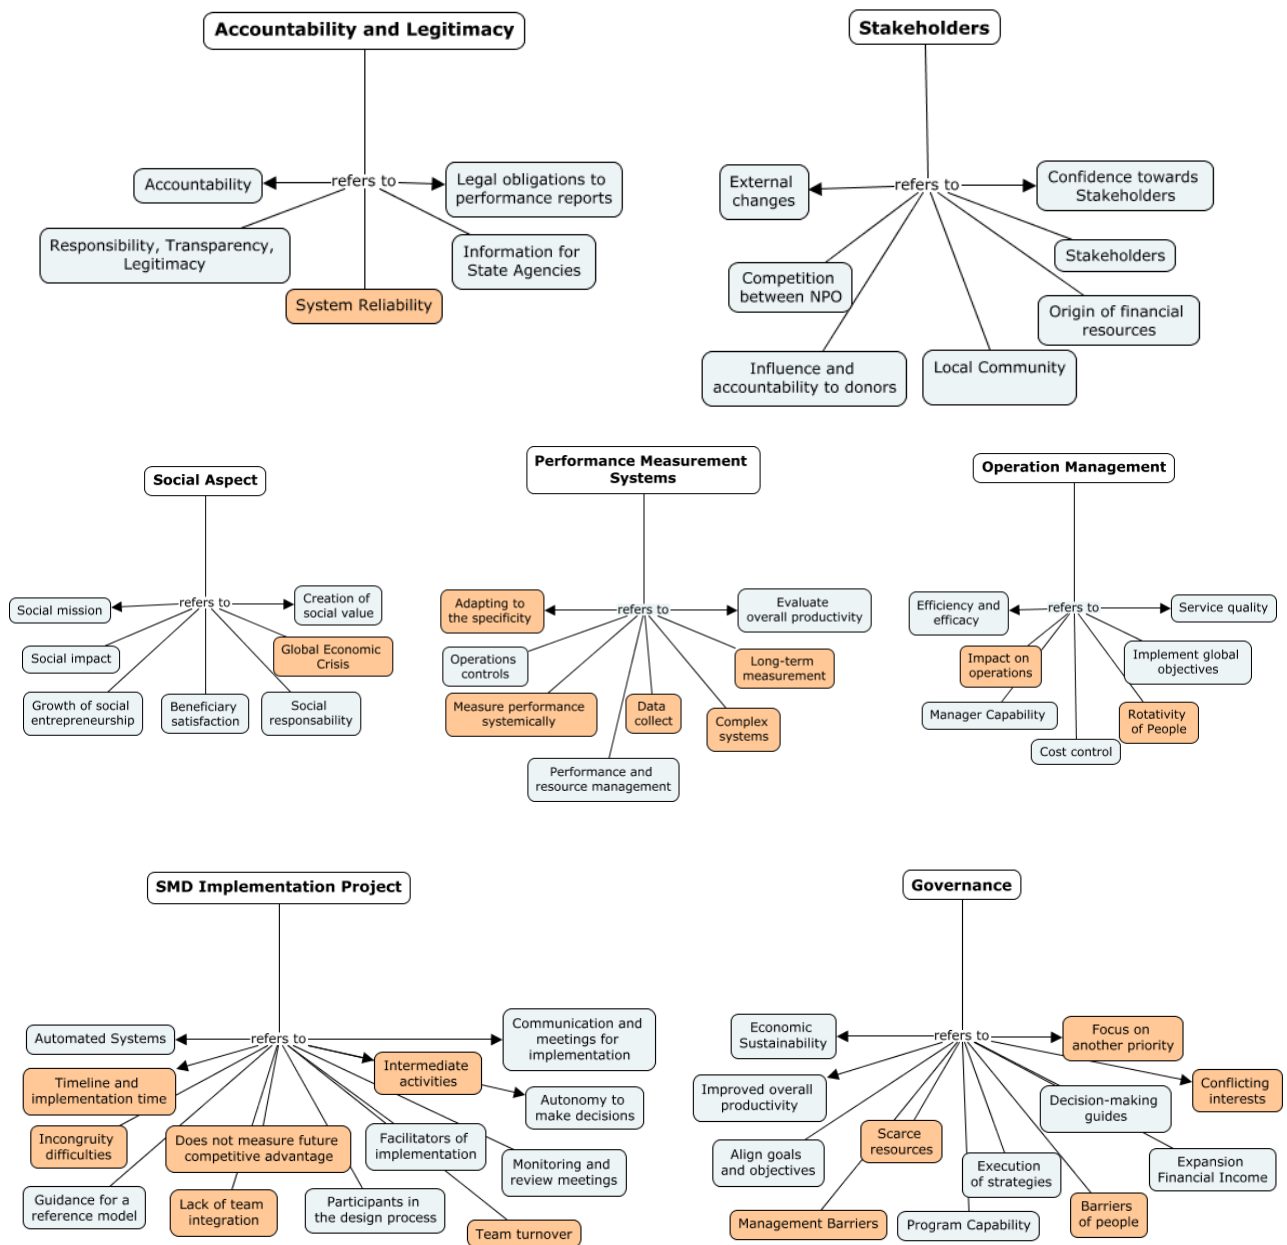 Accountability and Legitimacy
refers to
Accountability
Legal obligations to
performance reports
Responsibility, Transparency,
Legitimacy
Information for
State Agencies
System Reliability
Stakeholders
refers to
External
changes
Confidence towards
Stakeholders
Stakeholders
Competition
between NPO
Origin of financial
resources
Influence and
accountability to donors
Local Community
Social Aspect
refers to
Social mission
Creation of
social value
Social impact
Global Economic
Crisis
Growth of social
entrepreneurship
Beneficiary
satisfaction
Social
responsability
Performance Measurement
Systems
refers to
Adapting to
the specificity
Evaluate
overall productivity
Operations
controls
Long-term
measurement
Measure performance
systemically
Data
collect
Complex
systems
Performance and
resource management
Operation Management
refers to
Efficiency and
efficacy
Service quality
Impact on
operations
Implement global
objectives
Manager Capability
Rotativity
of People
Cost control
SMD Implementation Project
refers to
Automated Systems
Communication and
meetings for
implementation
Timeline and
implementation time
Intermediate
activities
Autonomy to
make decisions
Incongruity
difficulties
Does not measure future
competitive advantage
Facilitators of
implementation
Monitoring and
review meetings
Guidance for a
reference model
Lack of team
integration
Participants in
the design process
Team turnover
Governance
refers to
Economic
Sustainability
Focus on
another priority
Improved overall
productivity
Conflicting
interests
Decision-making
guides
Align goals
and objectives
Scarce
resources
Execution
of strategies
Expansion
Financial Income
Management Barriers
Program Capability
Barriers
of people